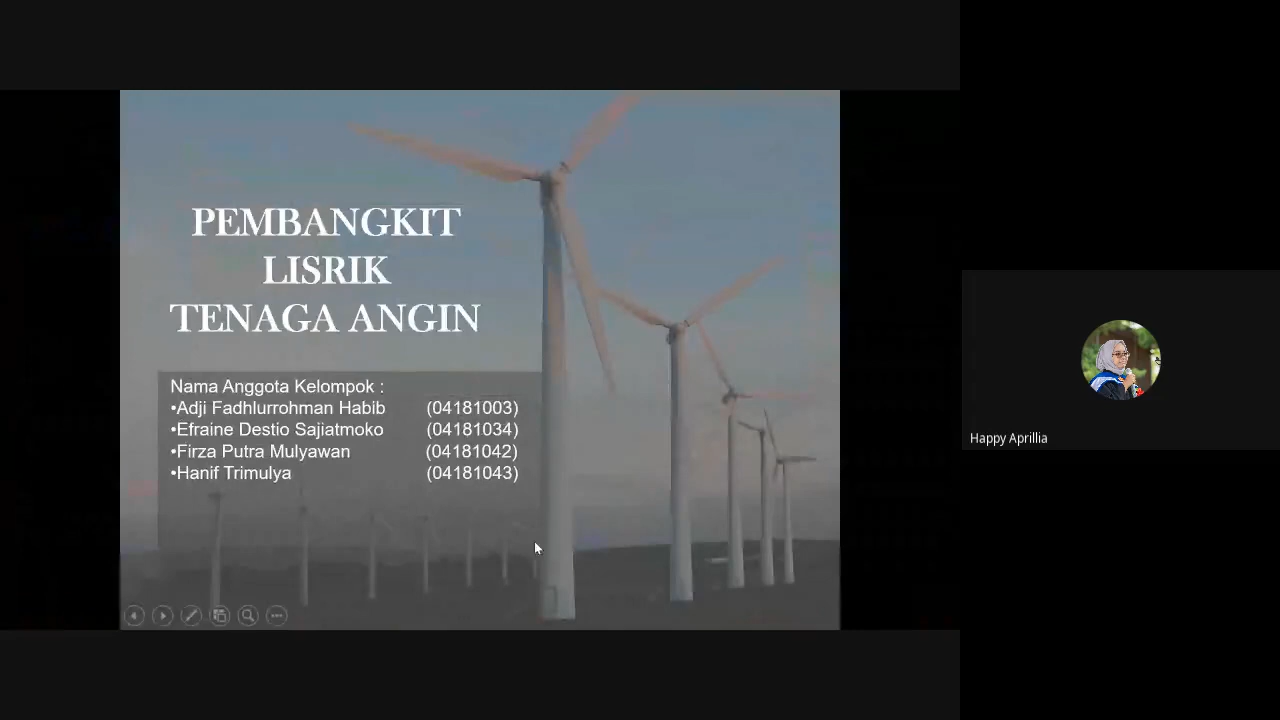 PEMBANGKIT
LISRIK
TENAGA ANGIN
Nama Anggota Kelompok :
•Adji Fadhlurrohman Habib (04181003)
•Efraine Destio Sajiatmoko (04181034)
•Firza Putra Mulyawan (04181042)
•Hanif Trimulya (04181043)
Happy Aprillia